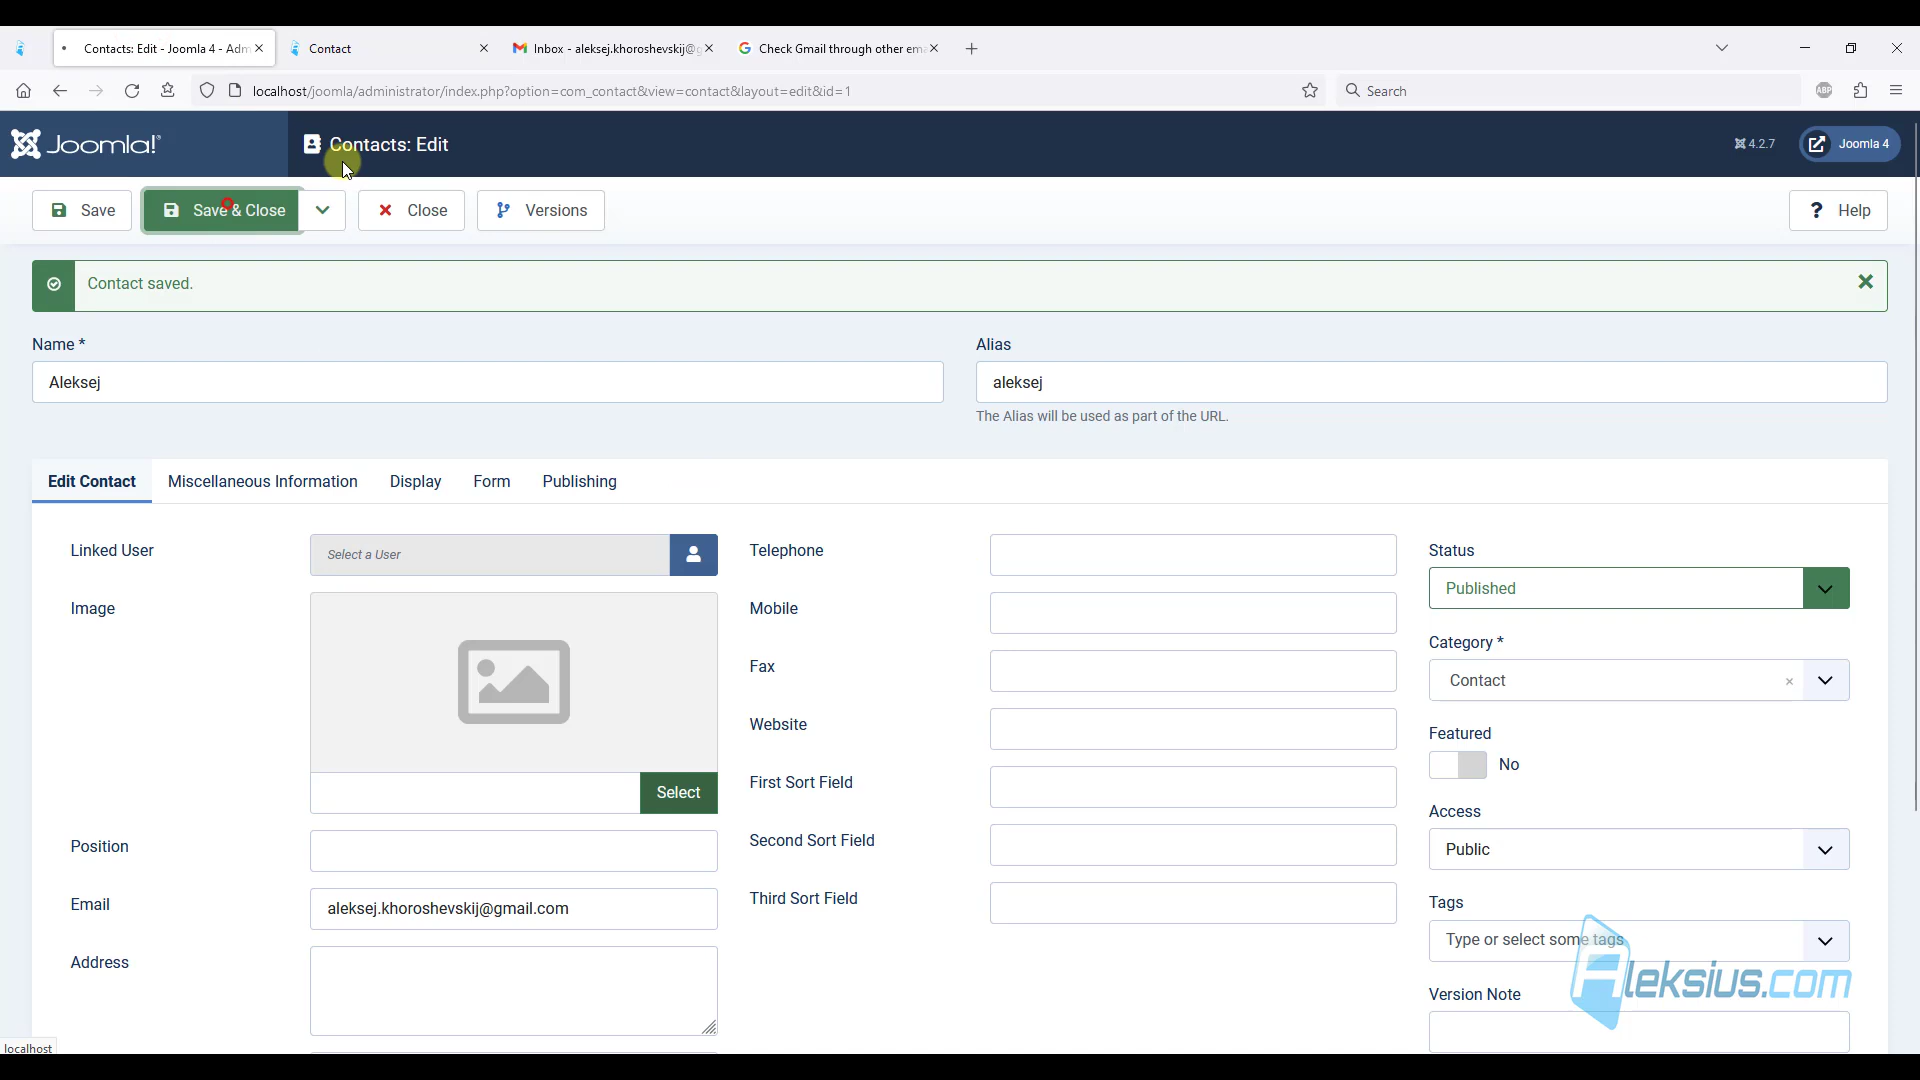 Contacts: Edit - Joomla 4 - Adm
Contact
Inbox - aleksej.khoroshevskij@g
Check Gmail through other ema
localhost/joomla/administrator/index.php?option=com_contact&view=contact&layout=edit&id=1
Search
ABP
Joomla!
Contacts: Edit
4.2.7
Joomla 4
Save
Save & Close
Close
Versions
? Help
Contact saved.
Name *
Alias
Aleksej
aleksej
The Alias will be used as part of the URL.
Edit Contact
Miscellaneous Information
Display
Form
Publishing
Linked User
Select a User
Telephone
Status
Published
Image
Mobile
Category *
Fax
Contact
Website
Featured
No
First Sort Field
Select
Access
Position
Second Sort Field
Public
Email
aleksej.khoroshevskij@gmail.com
Third Sort Field
Tags
Type or select some tags
Address
Aleksius.com
Version Note
localhost